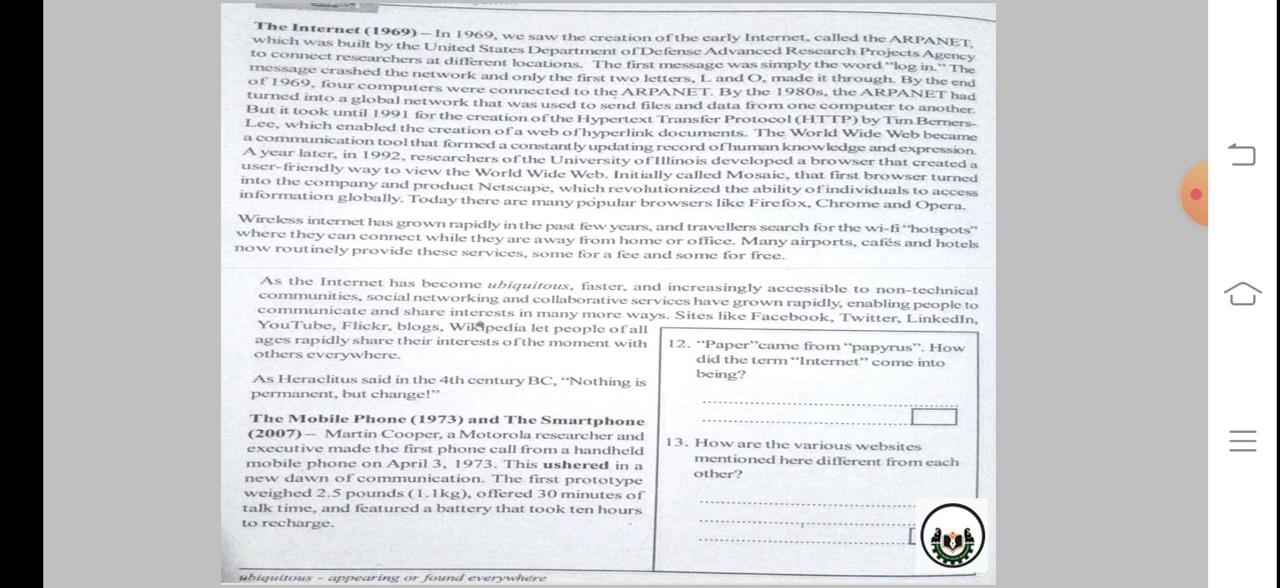 The Internet (1969) – In 1969, we saw the creation of the early Internet, called the ARPANET,
which was built by the United States Department of Defense Advanced Research Projects Agency
to connect researchers at different locations. The first message was simply the word "log in." The
message crashed the network and only the first two letters, L and O, made it through. By the end
of 1969, four computers were connected to the ARPANET. By the 1980s, the ARPANET had
turned into a global network that was used to send files and data from one computer to another.
But it took until 1991 for the creation of the Hypertext Transfer Protocol (HTTP) by Tim Berners-
Lee, which enabled the creation of a web of hyperlink documents. The World Wide Web became
a communication tool that formed a constantly updating record of human knowledge and expression.
A year later, in 1992, researchers of the University of Illinois developed a browser that created a
user-friendly way to view the World Wide Web. Initially called Mosaic, that first browser turned
into the company and product Netscape, which revolutionized the ability of individuals to access
information globally. Today there are many popular browsers like Firefox, Chrome and Opera.
Wireless internet has grown rapidly in the past few years, and travellers search for the wi-fi "hotspots"
where they can connect while they are away from home or office. Many airports, cafés and hotels
now routinely provide these services, some for a fee and some for free.
As the Internet has become ubiquitous, faster, and increasingly accessible to non-technical
communities, social networking and collaborative services have grown rapidly, enabling people to
communicate and share interests in many more ways. Sites like Facebook, Twitter, LinkedIn,
YouTube, Flickr, blogs, Wikipedia let people of all
ages rapidly share their interests of the moment with
others everywhere.
As Heraclitus said in the 4th century BC, "Nothing is
permanent, but change!"
The Mobile Phone (1973) and The Smartphone
(2007) – Martin Cooper, a Motorola researcher and
executive made the first phone call from a handheld
mobile phone on April 3, 1973. This ushered in a
new dawn of communication. The first prototype
weighed 2.5 pounds (1.1kg), offered 30 minutes of
talk time, and featured a battery that took ten hours
to recharge.
12. "Paper"came from "papyrus". How
did the term "Internet" come into
being?
13. How are the various websites
mentioned here different from each
other?
ubiquitous - appearing or found everywhere